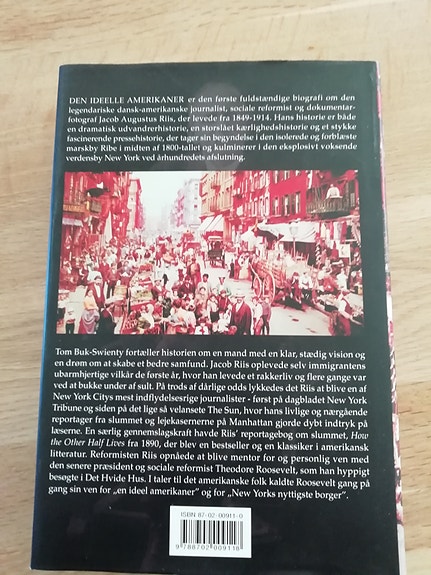 DEN IDEELLE AMERIKANER er den første fuldstændige biografi om den
legendariske dansk-amerikanske journalist, sociale reformist og dokumentar-
fotograf Jacob Augustus Riis, der levede fra 1849-1914. Hans historie er både
en dramatisk udvandrerhistorie, en storslået kærlighedshistorie og et stykke
fascinerende pressehistorie, der tager sin begyndelse i den isolerede og forblæste
marskby Ribe i midten af 1800-tallet og kulminerer i den eksplosivt voksende
verdensby New York ved århundredets afslutning.
Tom Buk-Swienty fortæller historien om en mand med en klar, stædig vision og
en drøm om at skabe et bedre samfund. Jacob Riis oplevede selv immigrantens
ubarmhjertige vilkår de første år, hvor han levede et rakkerliv og flere gange var
ved at bukke under af sult. På trods af dårlige odds lykkedes det Riis at blive en af
New York Citys mest indflydelsesrige journalister - først på dagbladet New York
Tribune og siden på det lige så velansete The Sun, hvor hans livlige og nærgående
reportager fra slummet og lejekasernerne på Manhattan gjorde dybt indtryk på
læserne. En særlig gennemslagskraft havde Riis' reportagebog om slummet, How
the Other Half Lives fra 1890, der blev en bestseller og en klassiker i amerikansk
litteratur. Reformisten Riis opnåede at blive mentor for og personlig ven med
den senere præsident og sociale reformist Theodore Roosevelt, som han hyppigt
besøgte i Det Hvide Hus. I taler til det amerikanske folk kaldte Roosevelt gang på
gang sin ven for „en ideel amerikaner" og for „New Yorks nyttigste borger".
ISBN 87-02-00911-0
9 788702 009118